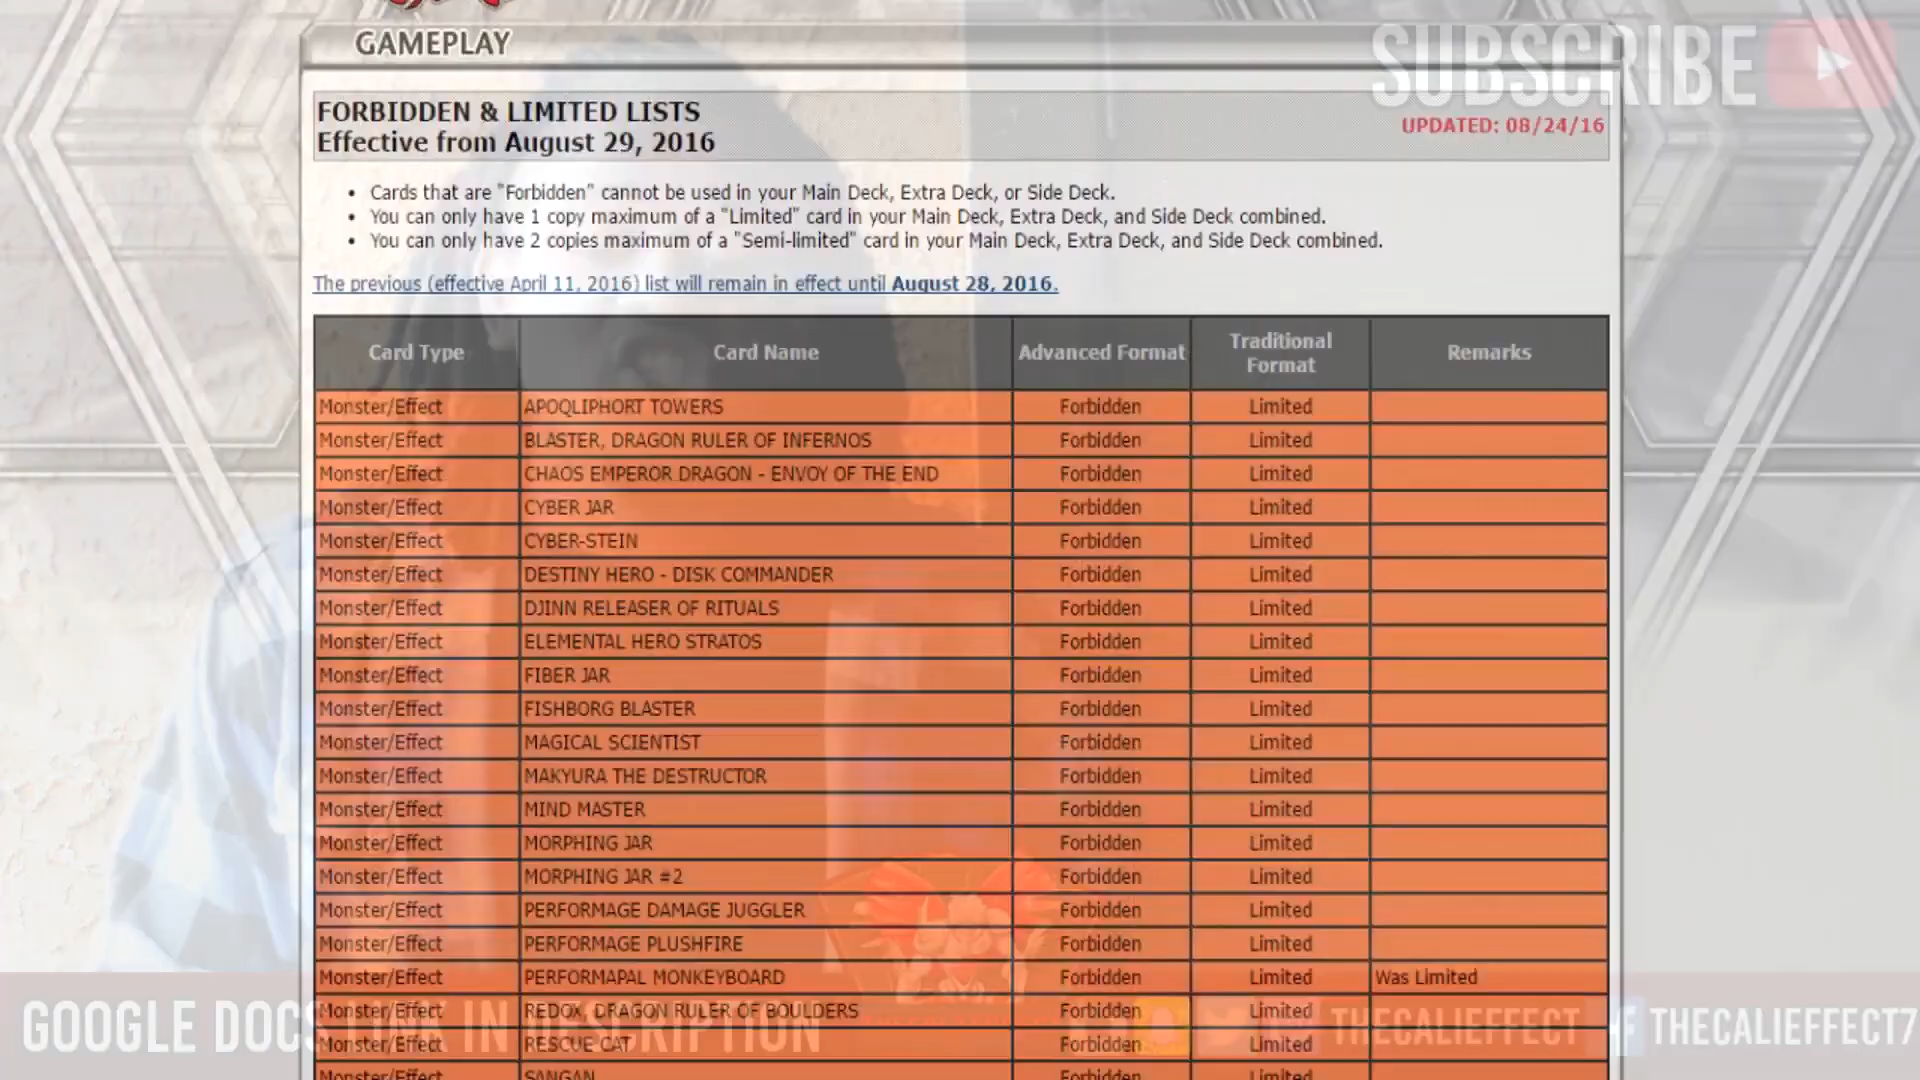 GAMEPLAY
SUBSCRIBE
FORBIDDEN & LIMITED LISTS
Effective from August 29, 2016
UPDATED: 08/24/16
• Cards that are "Forbidden" cannot be used in your Main Deck, Extra Deck, or Side Deck.
• You can only have 1 copy maximum of a "Limited" card in your Main Deck, Extra Deck, and Side Deck combined.
• You can only have 2 copies maximum of a "Semi-limited" card in your Main Deck, Extra Deck, and Side Deck combined.
The previous (effective April 11, 2016) list will remain in effect until August 28, 2016.
Card Type Card Name Advanced Format Traditional Format Remarks
Monster/Effect APOQLIPHORT TOWERS Forbidden Limited
Monster/Effect BLASTER, DRAGON RULER OF INFERNOS Forbidden Limited
Monster/Effect CHAOS EMPEROR DRAGON - ENVOY OF THE END Forbidden Limited
Monster/Effect CYBER JAR Forbidden Limited
Monster/Effect CYBER-STEIN Forbidden Limited
Monster/Effect DESTINY HERO - DISK COMMANDER Forbidden Limited
Monster/Effect DJINN RELEASER OF RITUALS Forbidden Limited
Monster/Effect ELEMENTAL HERO STRATOS Forbidden Limited
Monster/Effect FIBER JAR Forbidden Limited
Monster/Effect FISHBORG BLASTER Forbidden Limited
Monster/Effect MAGICAL SCIENTIST Forbidden Limited
Monster/Effect MAKYURA THE DESTRUCTOR Forbidden Limited
Monster/Effect MIND MASTER Forbidden Limited
Monster/Effect MORPHING JAR Forbidden Limited
Monster/Effect MORPHING JAR #2 Forbidden Limited
Monster/Effect PERFORMAGE DAMAGE JUGGLER Forbidden Limited
Monster/Effect PERFORMAGE PLUSHFIRE Forbidden Limited
Monster/Effect PERFORMAPAL MONKEYBOARD Forbidden Limited Was Limited
Monster/Effect REDOX, DRAGON RULER OF BOULDERS Forbidden Limited
Monster/Effect RESCUE CAT Forbidden Limited
Monster/Effect SANGAN Forbidden Limited
GOOGLE DOCS LINK IN DESCRIPTION
THECALIEFFECT
THECALIEFFECT7